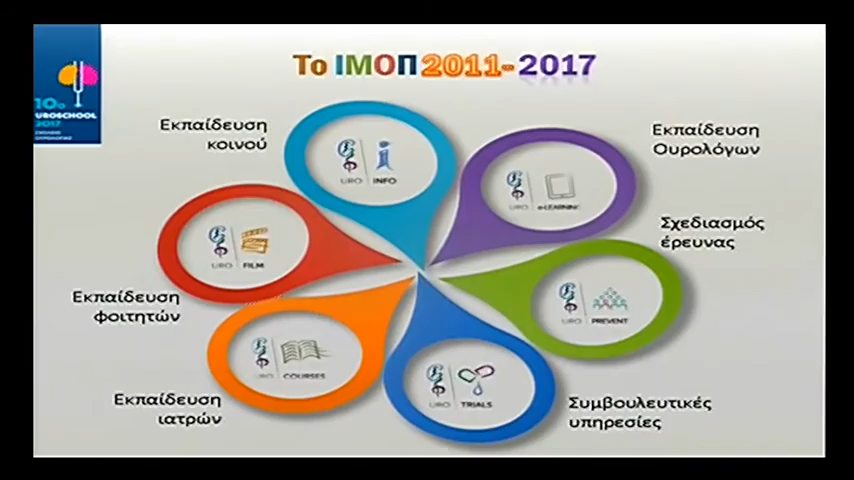 Το ΙΜΟΠ 2011-2017
10ο
UROSCHOOL
2017
Εκπαίδευση
κοινού
URO INFO
Εκπαίδευση
Ουρολόγων
URO e-LEARNING
Σχεδιασμός
έρευνας
URO PREVENT
Συμβουλευτικές
υπηρεσίες
URO TRIALS
Εκπαίδευση
ιατρών
URO COURSES
Εκπαίδευση
φοιτητών
URO FILM